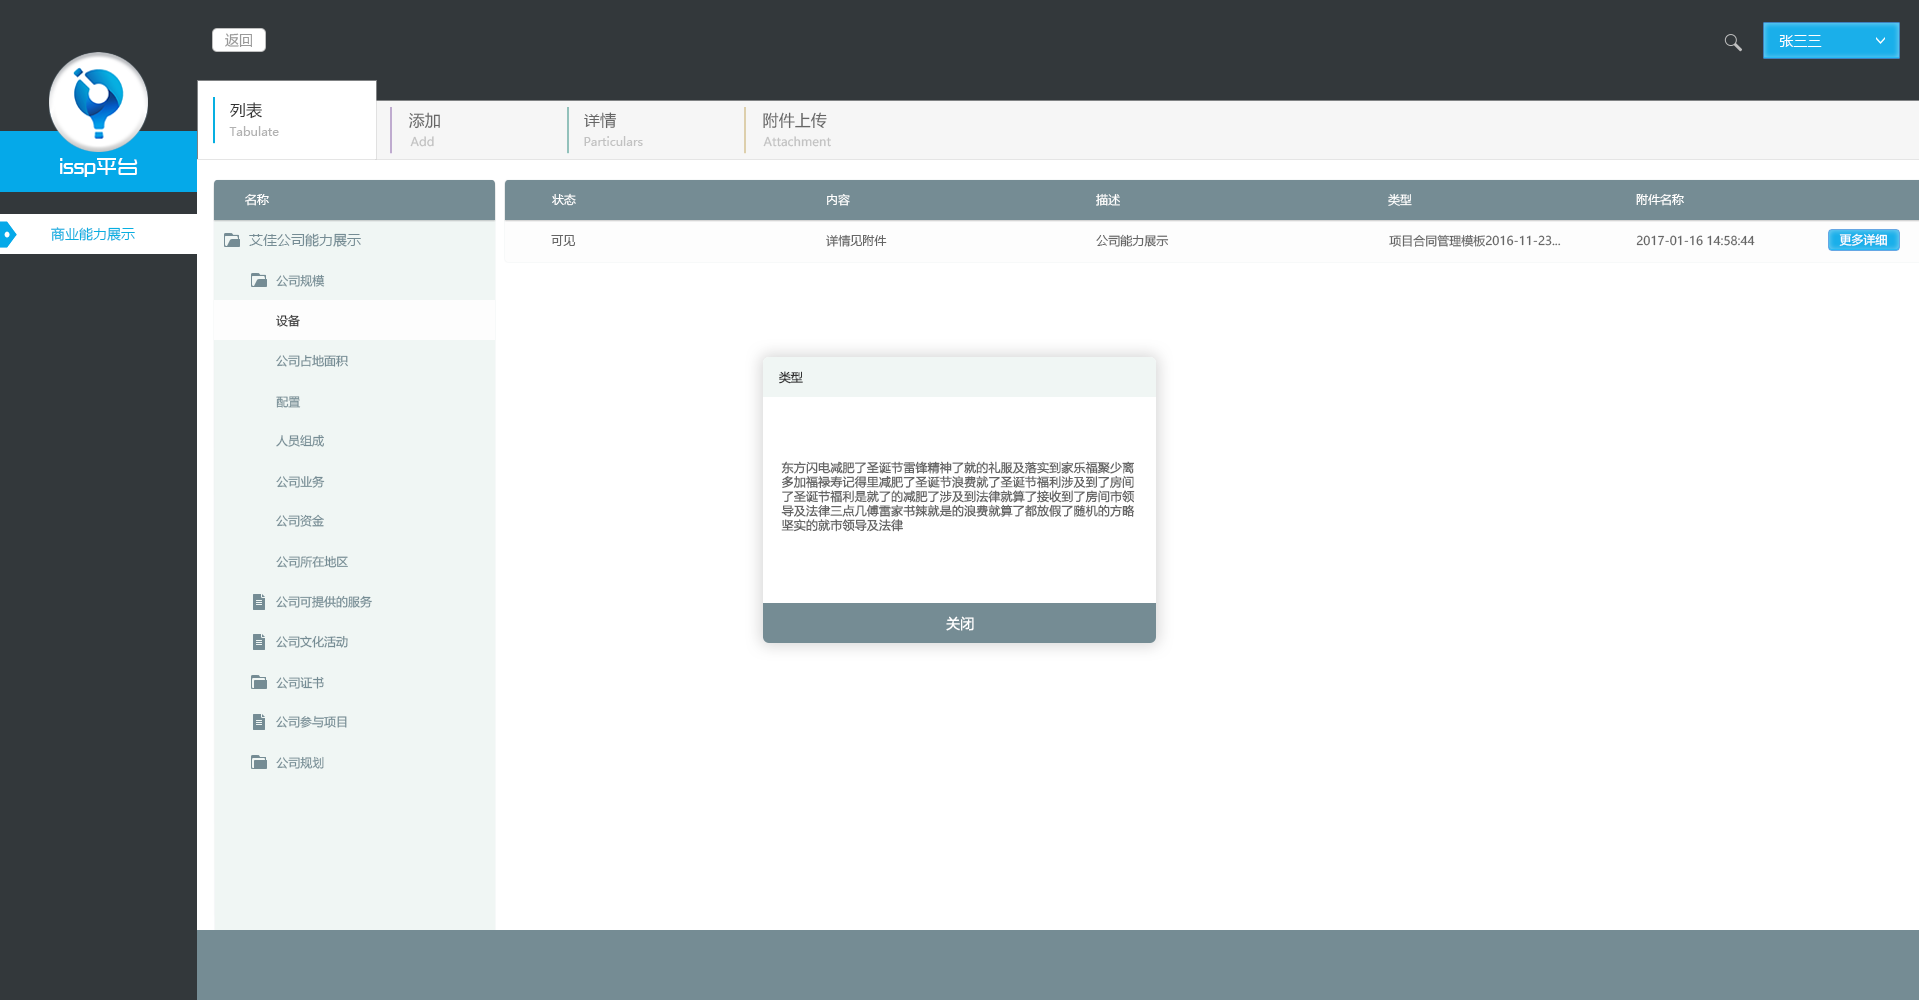 返回
张三三
issp平台
商业能力展示
列表
Tabulate
添加
Add
详情
Particulars
附件上传
Attachment
名称
艾佳公司能力展示
公司规模
设备
公司占地面积
配置
人员组成
公司业务
公司资金
公司所在地区
公司可提供的服务
公司文化活动
公司证书
公司参与项目
公司规划
状态 内容 描述 类型 附件名称
可见 详情见附件 公司能力展示 项目合同管理模板2016-11-23... 2017-01-16 14:58:44 更多详细
类型
东方闪电减肥了圣诞节雷锋精神了就的礼服及落实到家乐福聚少离
多加福禄寿记得里减肥了圣诞节浪费就了圣诞节福利涉及到了房间
了圣诞节福利是就了的减肥了涉及到法律就算了接收到了房间市领
导及法律三点几傅雷家书辣就是的浪费就算了都放假了随机的方略
坚实的就市领导及法律
关闭